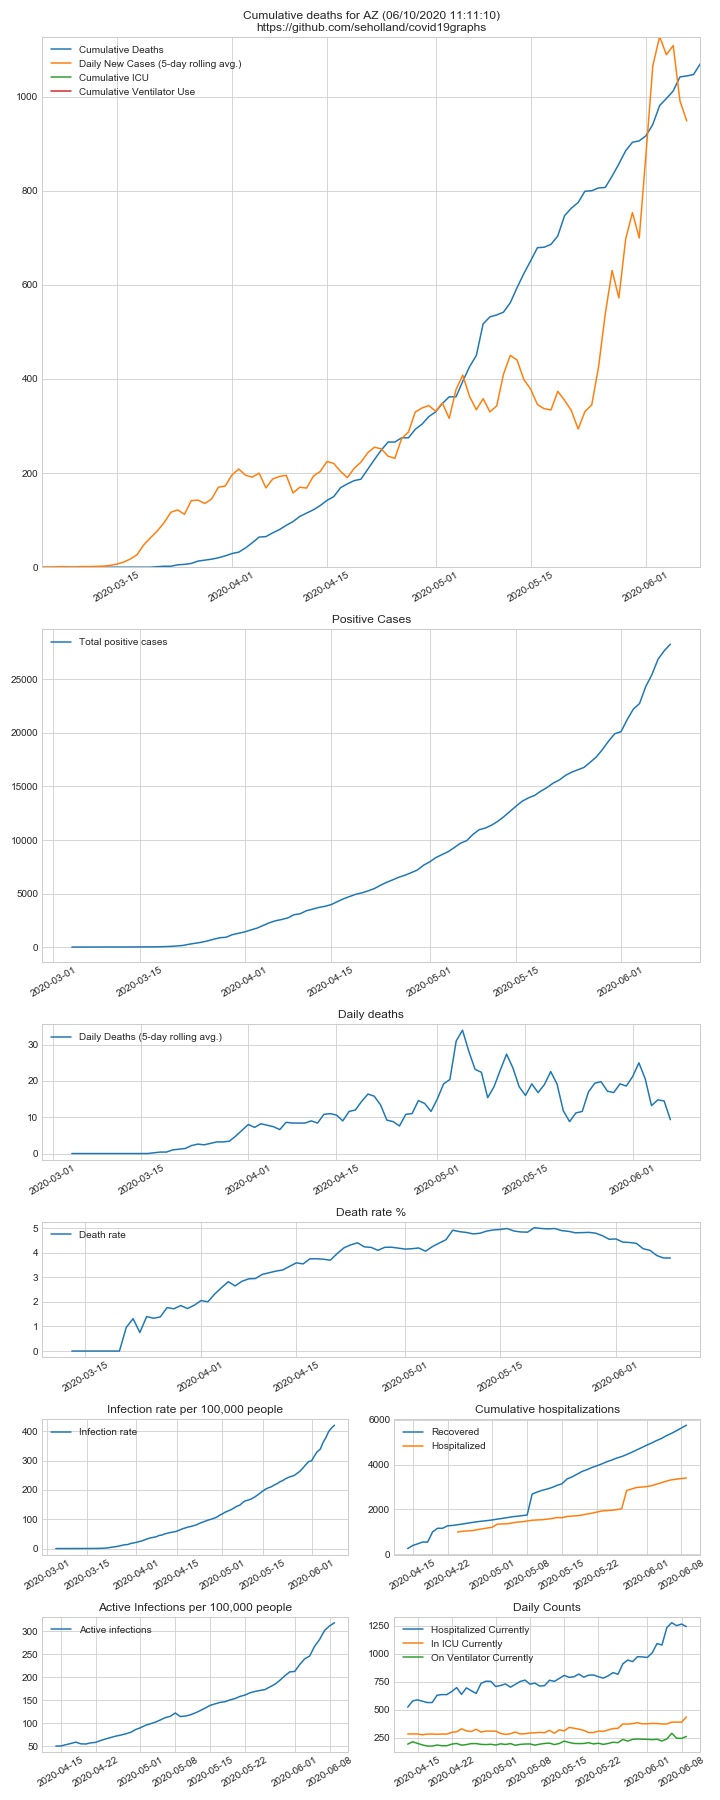 Cumulative deaths for AZ (06/10/2020 11:11:10)
https://github.com/seholland/covid19graphs
Cumulative Deaths
Daily New Cases (5-day rolling avg.)
Cumulative ICU
Cumulative Ventilator Use
1000
800
600
400
200
0
2020-03-15 2020-04-01 2020-04-15 2020-05-01 2020-05-15 2020-06-01
Positive Cases
Total positive cases
25000
20000
15000
10000
5000
0
2020-03-01 2020-03-15 2020-04-01 2020-04-15 2020-05-01 2020-05-15 2020-06-01
Daily deaths
Daily Deaths (5-day rolling avg.)
30
20
10
0
2020-03-01 2020-03-15 2020-04-01 2020-04-15 2020-05-01 2020-05-15 2020-06-01
Death rate %
Death rate
5
4
3
2
1
0
2020-03-15 2020-04-01 2020-04-15 2020-05-01 2020-05-15 2020-06-01
Infection rate per 100,000 people
Infection rate
400
300
200
100
0
2020-03-01 2020-03-15 2020-04-01 2020-04-15 2020-05-01 2020-05-15 2020-06-01
Cumulative hospitalizations
Recovered
Hospitalized
6000
4000
2000
0
2020-04-15 2020-04-22 2020-05-01 2020-05-08 2020-05-15 2020-05-22 2020-06-01 2020-06-08
Active Infections per 100,000 people
Active infections
300
250
200
150
100
50
2020-04-15 2020-04-22 2020-05-01 2020-05-08 2020-05-15 2020-05-22 2020-06-01 2020-06-08
Daily Counts
Hospitalized Currently
In ICU Currently
On Ventilator Currently
1250
1000
750
500
250
2020-04-15 2020-04-22 2020-05-01 2020-05-08 2020-05-15 2020-05-22 2020-06-01 2020-06-08